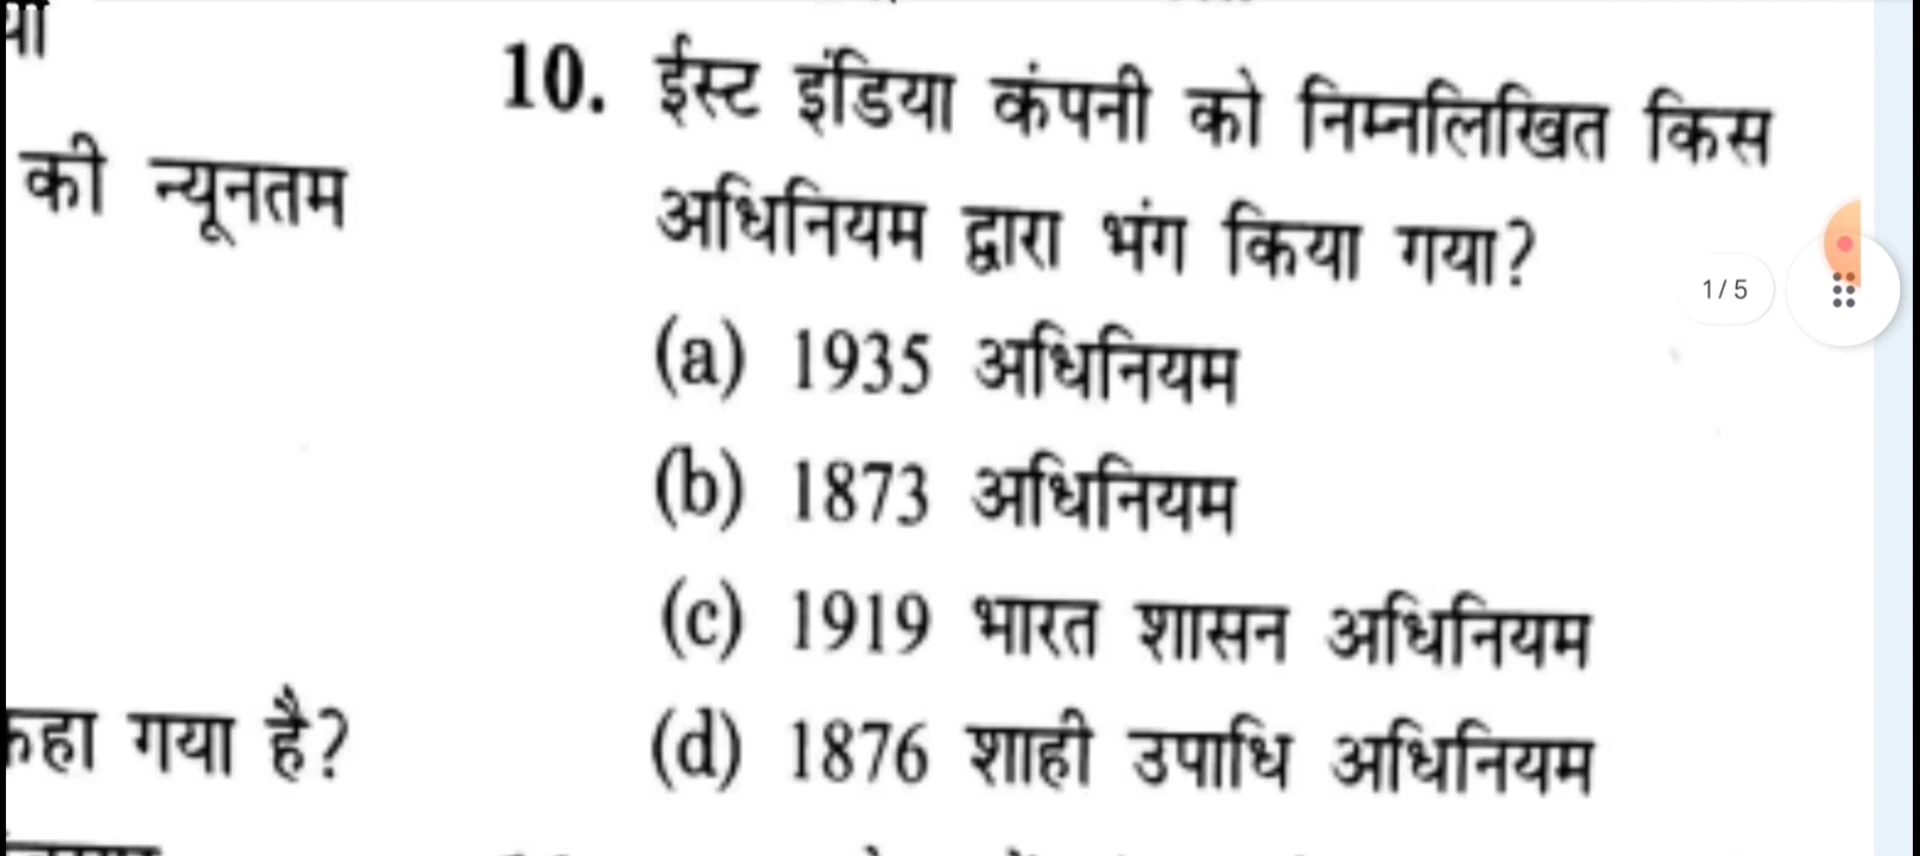 की न्यूनतम
कहा गया है?
10. ईस्ट इंडिया कंपनी को निम्नलिखित किस
अधिनियम द्वारा भंग किया गया?
(a) 1935 अधिनियम
(b) 1873 अधिनियम
(c) 1919 भारत शासन अधिनियम
(d) 1876 शाही उपाधि अधिनियम
1/5